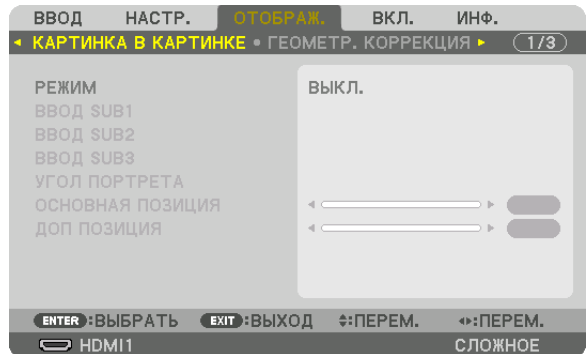 ВВОД НАСТР. ОТОБРАЖ. ВКЛ. ИНФ.
КАРТИНКА В КАРТИНКЕ • ГЕОМЕТР. КОРРЕКЦИЯ 1/3
РЕЖИМ ВЫКЛ.
ВВОД SUB1
ВВОД SUB2
ВВОД SUB3
УГОЛ ПОРТРЕТА
ОСНОВНАЯ ПОЗИЦИЯ
ДОП ПОЗИЦИЯ
ENTER:ВЫБРАТЬ EXIT:ВЫХОД :ПЕРЕМ. :ПЕРЕМ.
HDMI1 СЛОЖНОЕ